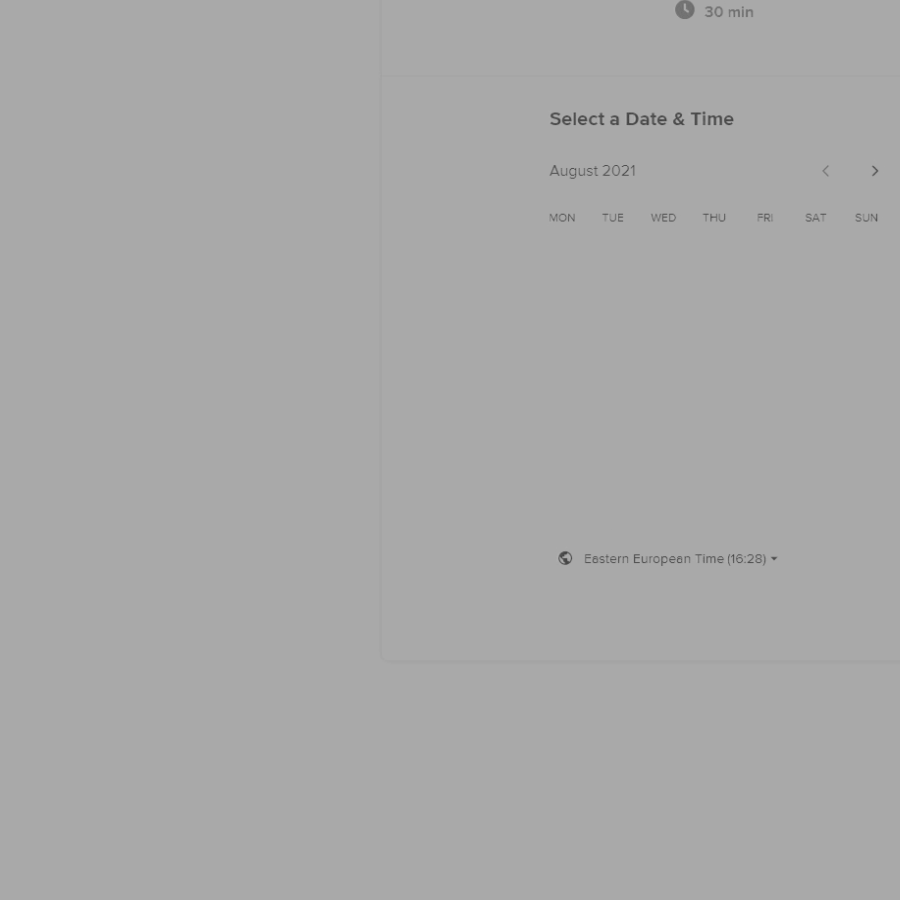 30 min
Select a Date & Time
August 2021
MON TUE WED THU FRI SAT SUN
Eastern European Time (16:28)